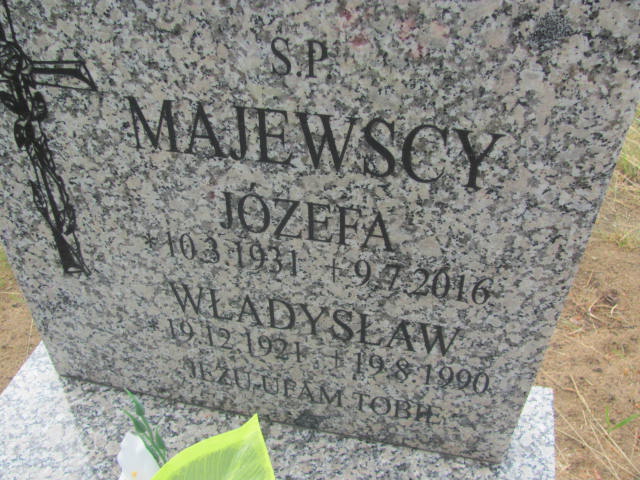 S.P.
MAJEWSCY
JÓZEFA
*10.3.1931 +9.7.2016
WŁADYSŁAW
*19.12.1921 +19.8.1990
JEZU UFAM TOBIE